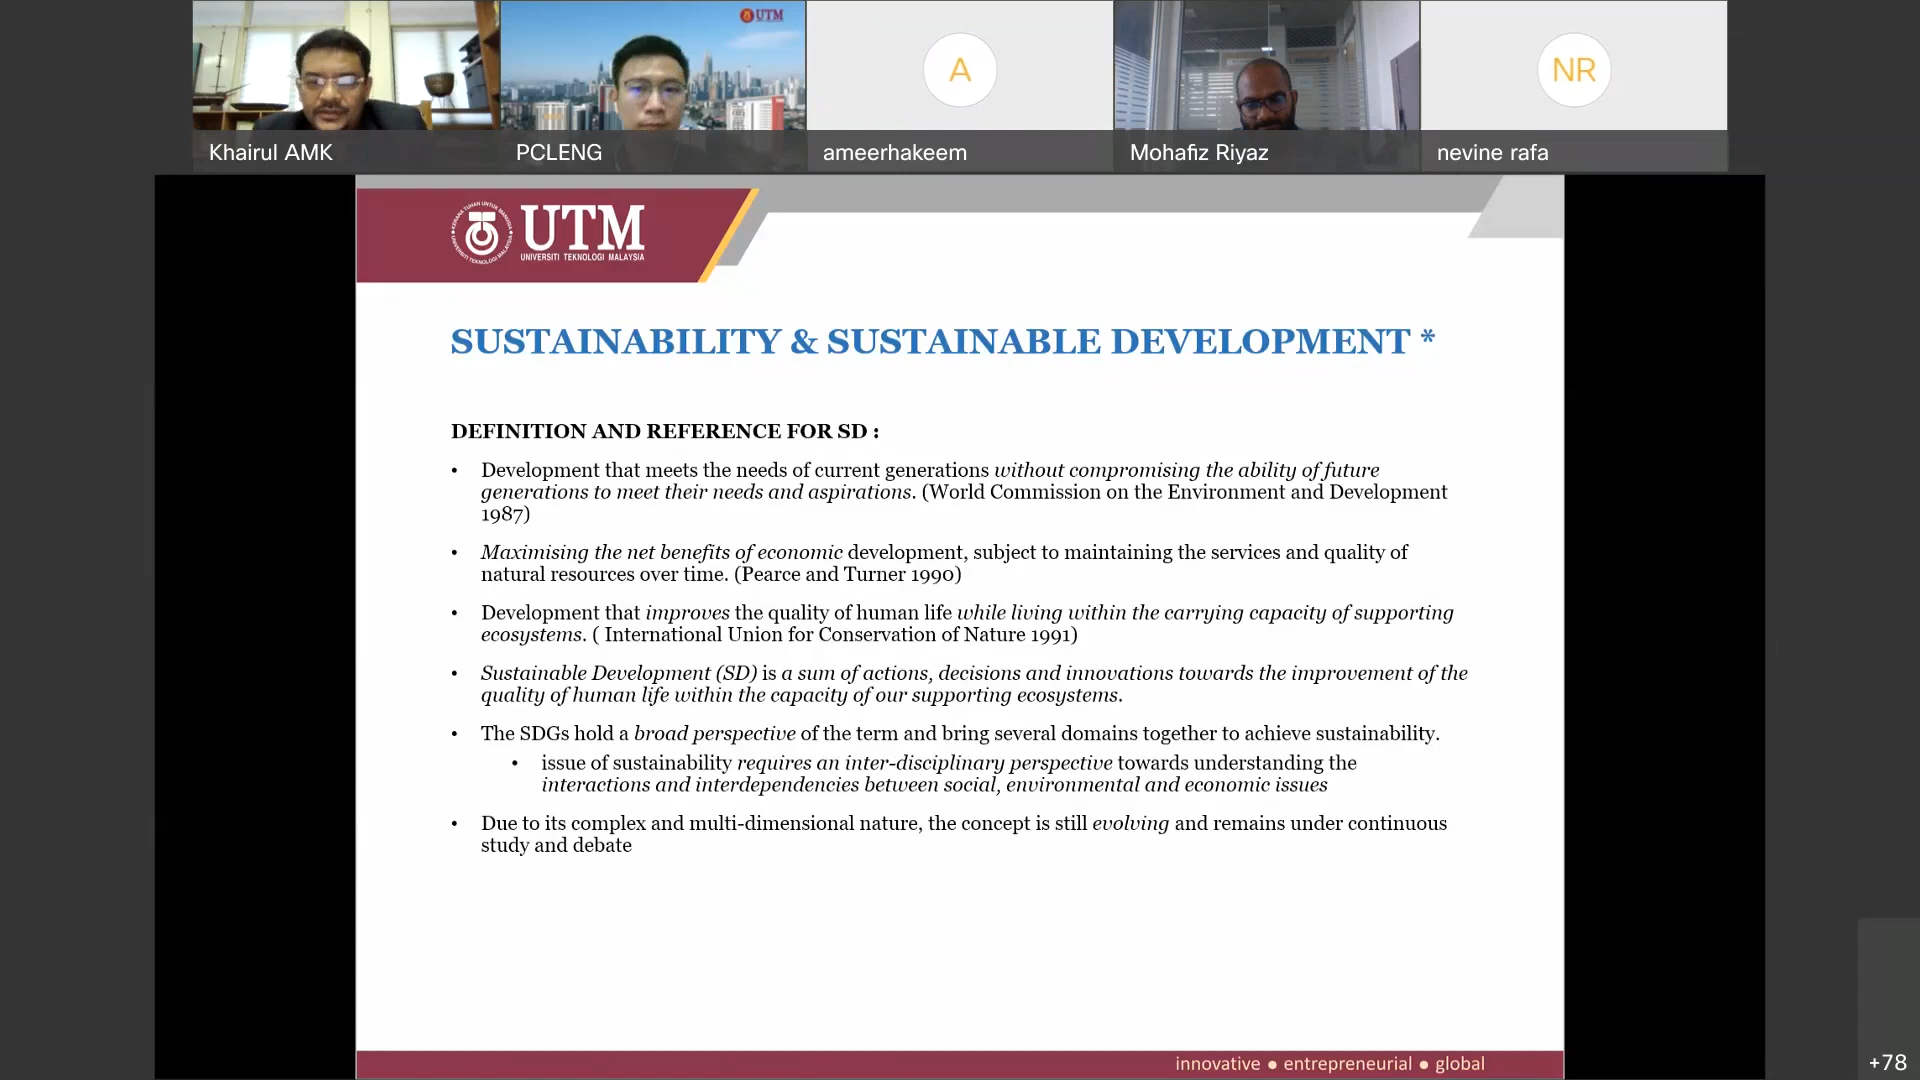 UTM
A
NR
Khairul AMK
PCLENG
ameerhakeem
Mohafiz Riyaz
nevine rafa
UTM
UNIVERSITI TEKNOLOGI MALAYSIA
SUSTAINABILITY & SUSTAINABLE DEVELOPMENT *
DEFINITION AND REFERENCE FOR SD :
• Development that meets the needs of current generations without compromising the ability of future
generations to meet their needs and aspirations. (World Commission on the Environment and Development
1987)
• Maximising the net benefits of economic development, subject to maintaining the services and quality of
natural resources over time. (Pearce and Turner 1990)
• Development that improves the quality of human life while living within the carrying capacity of supporting
ecosystems. ( International Union for Conservation of Nature 1991)
• Sustainable Development (SD) is a sum of actions, decisions and innovations towards the improvement of the
quality of human life within the capacity of our supporting ecosystems.
• The SDGs hold a broad perspective of the term and bring several domains together to achieve sustainability.
• issue of sustainability requires an inter-disciplinary perspective towards understanding the
interactions and interdependencies between social, environmental and economic issues
• Due to its complex and multi-dimensional nature, the concept is still evolving and remains under continuous
study and debate
innovative ● entrepreneurial ● global
+78